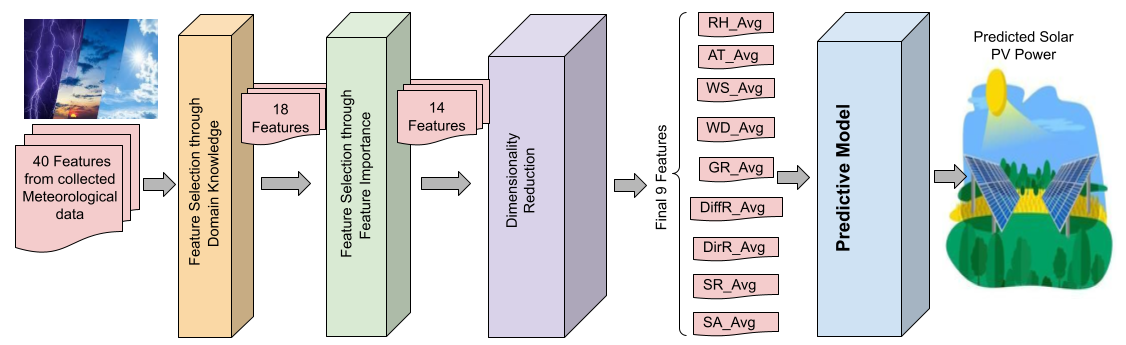 40 Features
from collected
Meteorological
data
Feature Selection through
Domain Knowledge
18
Features
Feature Selection through
Feature Importance
14
Features
Dimensionality
Reduction
Final 9 Features
RH_Avg
AT_Avg
WS_Avg
WD_Avg
GR_Avg
DiffR_Avg
DirR_Avg
SR_Avg
SA_Avg
Predictive Model
Predicted Solar
PV Power